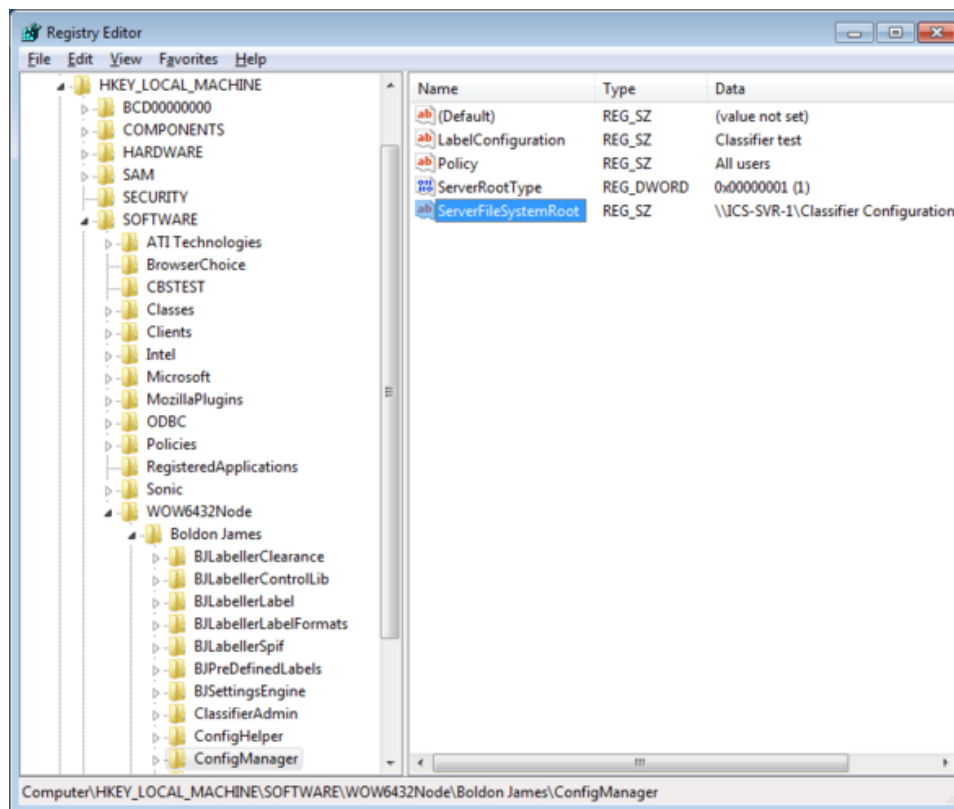 Registry Editor
File Edit View Favorites Help
HKEY_LOCAL_MACHINE
BCD00000000
COMPONENTS
HARDWARE
SAM
SECURITY
SOFTWARE
ATI Technologies
BrowserChoice
CBSTEST
Classes
Clients
Intel
Microsoft
MozillaPlugins
ODBC
Policies
RegisteredApplications
Sonic
WOW6432Node
Boldon James
BJLabellerClearance
BJLabellerControlLib
BJLabellerLabel
BJLabellerLabelFormats
BJLabellerSpif
BJPreDefinedLabels
BJSettingsEngine
ClassifierAdmin
ConfigHelper
ConfigManager
Name Type Data
(Default) REG_SZ (value not set)
LabelConfiguration REG_SZ Classifier test
Policy REG_SZ All users
ServerRootType REG_DWORD 0x00000001 (1)
ServerFileSystemRoot REG_SZ \\ICS-SVR-1\Classifier Configuration
Computer\HKEY_LOCAL_MACHINE\SOFTWARE\WOW6432Node\Boldon James\ConfigManager